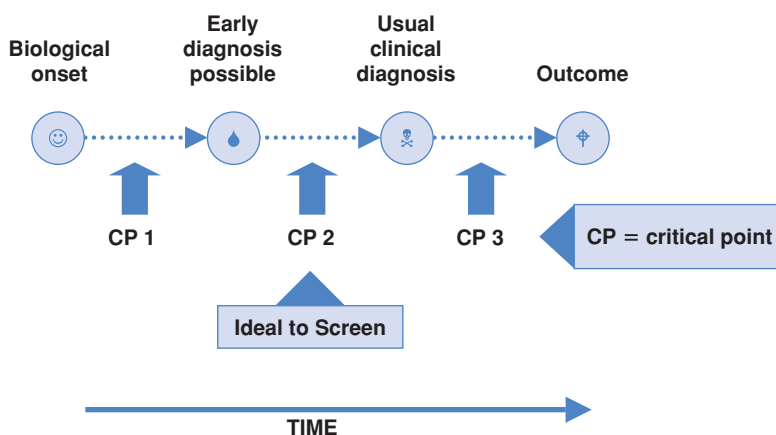 Biological
onset
Early
diagnosis
possible
Usual
clinical
diagnosis
Outcome
CP 1
CP 2
CP 3
CP = critical point
Ideal to Screen
TIME